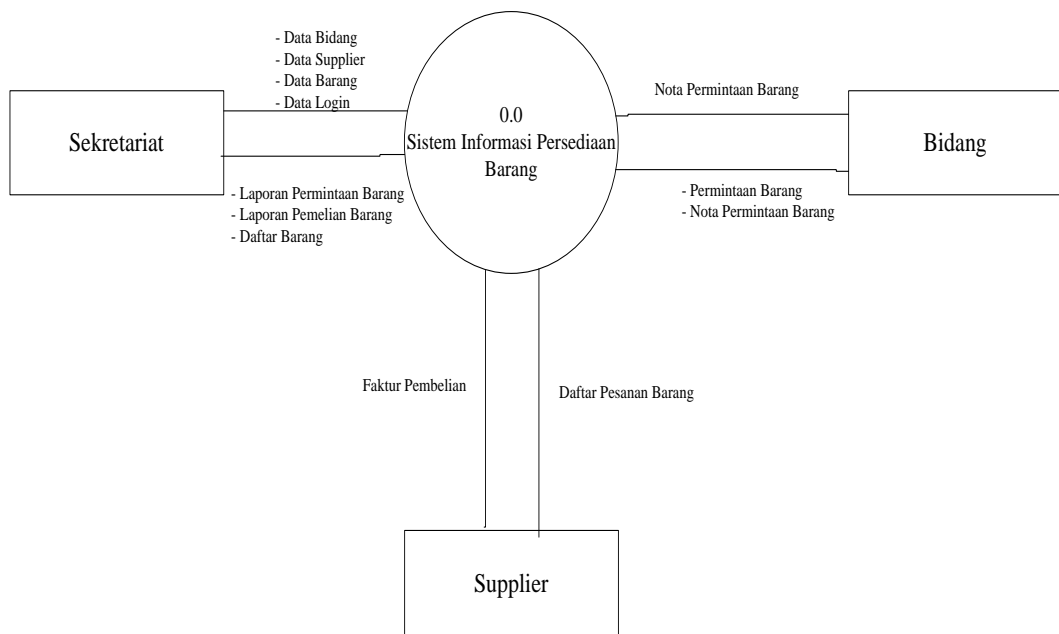 - Data Bidang
- Data Supplier
- Data Barang
- Data Login
Sekretariat
- Laporan Permintaan Barang
- Laporan Pemelian Barang
- Daftar Barang
0.0
Sistem Informasi Persediaan
Barang
Nota Permintaan Barang
Bidang
- Permintaan Barang
- Nota Permintaan Barang
Faktur Pembelian
Daftar Pesanan Barang
Supplier